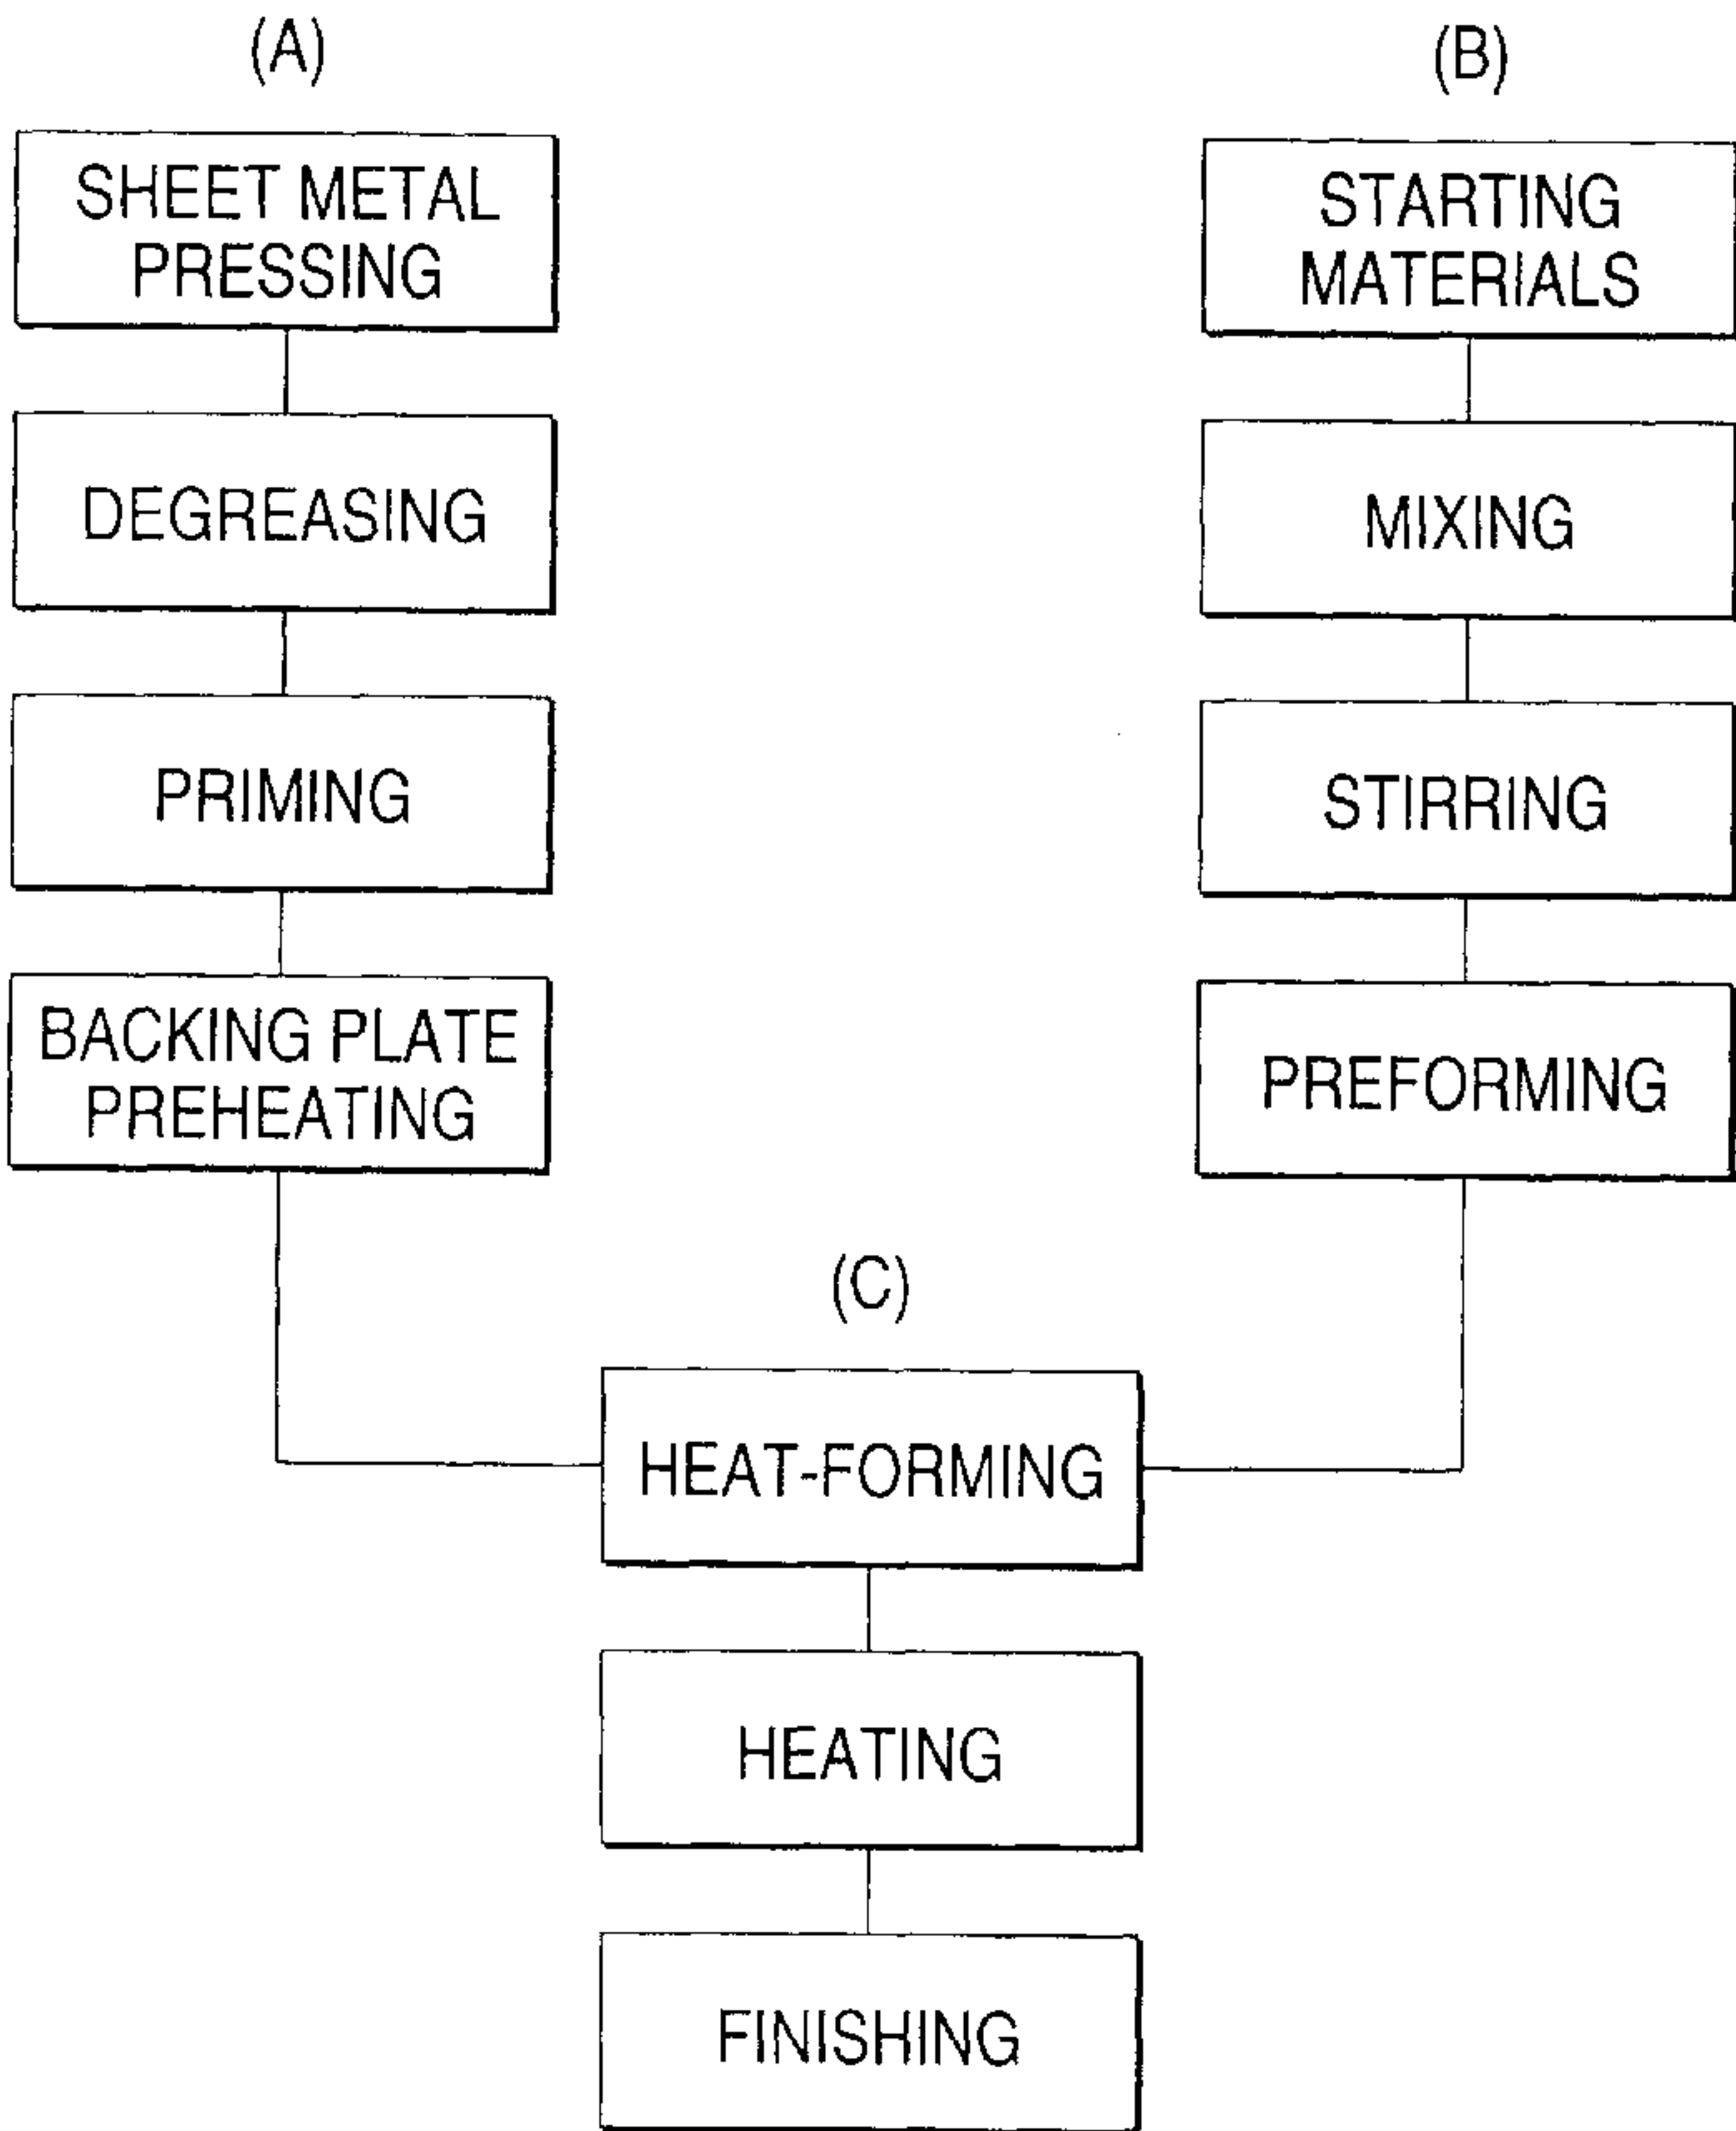 (A)
SHEET METAL
PRESSING
DEGREASING
PRIMING
BACKING PLATE
PREHEATING
(B)
STARTING
MATERIALS
MIXING
STIRRING
PREFORMING
(C)
HEAT-FORMING
HEATING
FINISHING